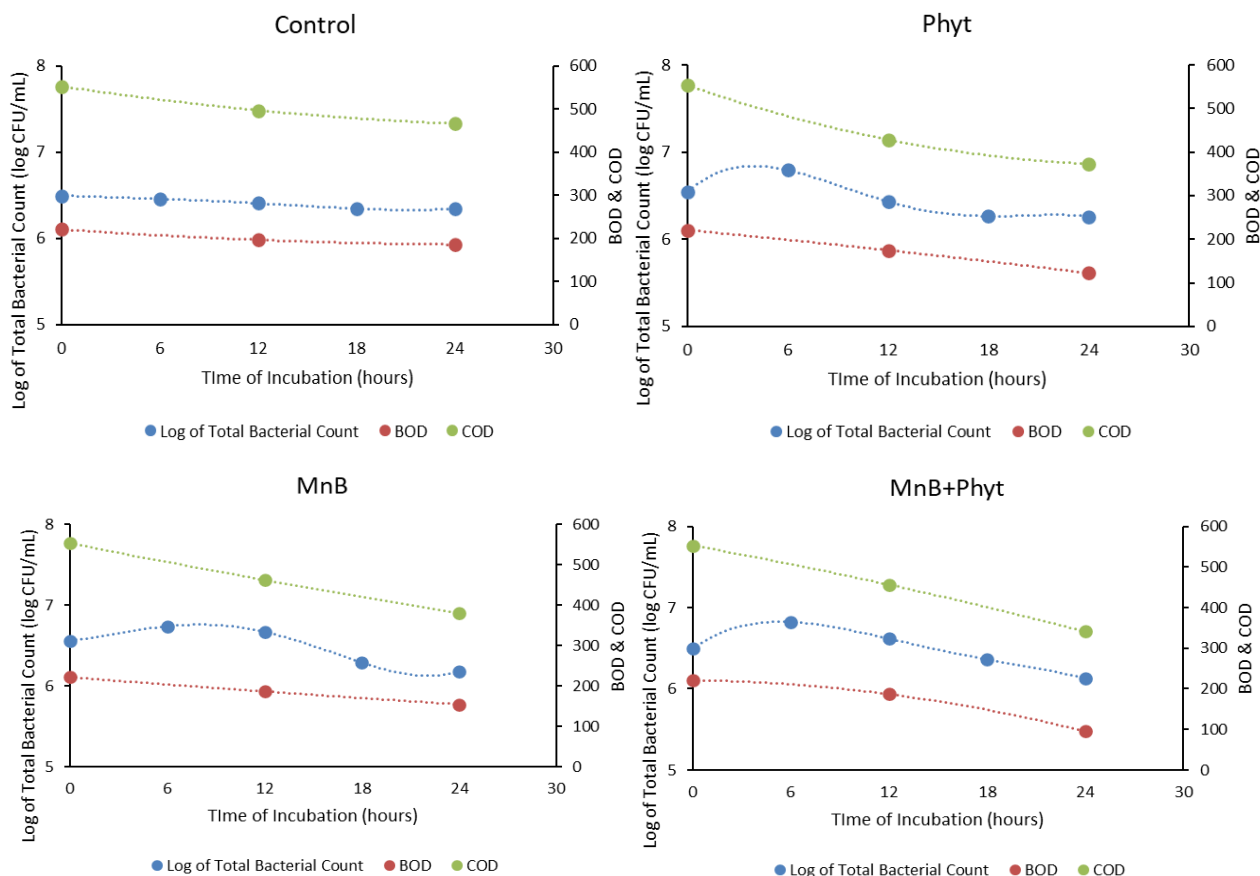 Control
Log of Total Bacterial Count (log CFU/mL)
8
7
6
5
600
500
400
300
200
100
0
BOD & COD
0 6 12 18 24 30
TIme of Incubation (hours)
Log of Total Bacterial Count BOD COD
Phyt
Log of Total Bacterial Count (log CFU/mL)
8
7
6
5
600
500
400
300
200
100
0
BOD & COD
0 6 12 18 24 30
TIme of Incubation (hours)
Log of Total Bacterial Count BOD COD
MnB
Log of Total Bacterial Count (log CFU/mL)
8
7
6
5
600
500
400
300
200
100
0
BOD & COD
0 6 12 18 24 30
TIme of Incubation (hours)
Log of Total Bacterial Count BOD COD
MnB+Phyt
Log of Total Bacterial Count (log CFU/mL)
8
7
6
5
600
500
400
300
200
100
0
BOD & COD
0 6 12 18 24 30
TIme of Incubation (hours)
Log of Total Bacterial Count BOD COD